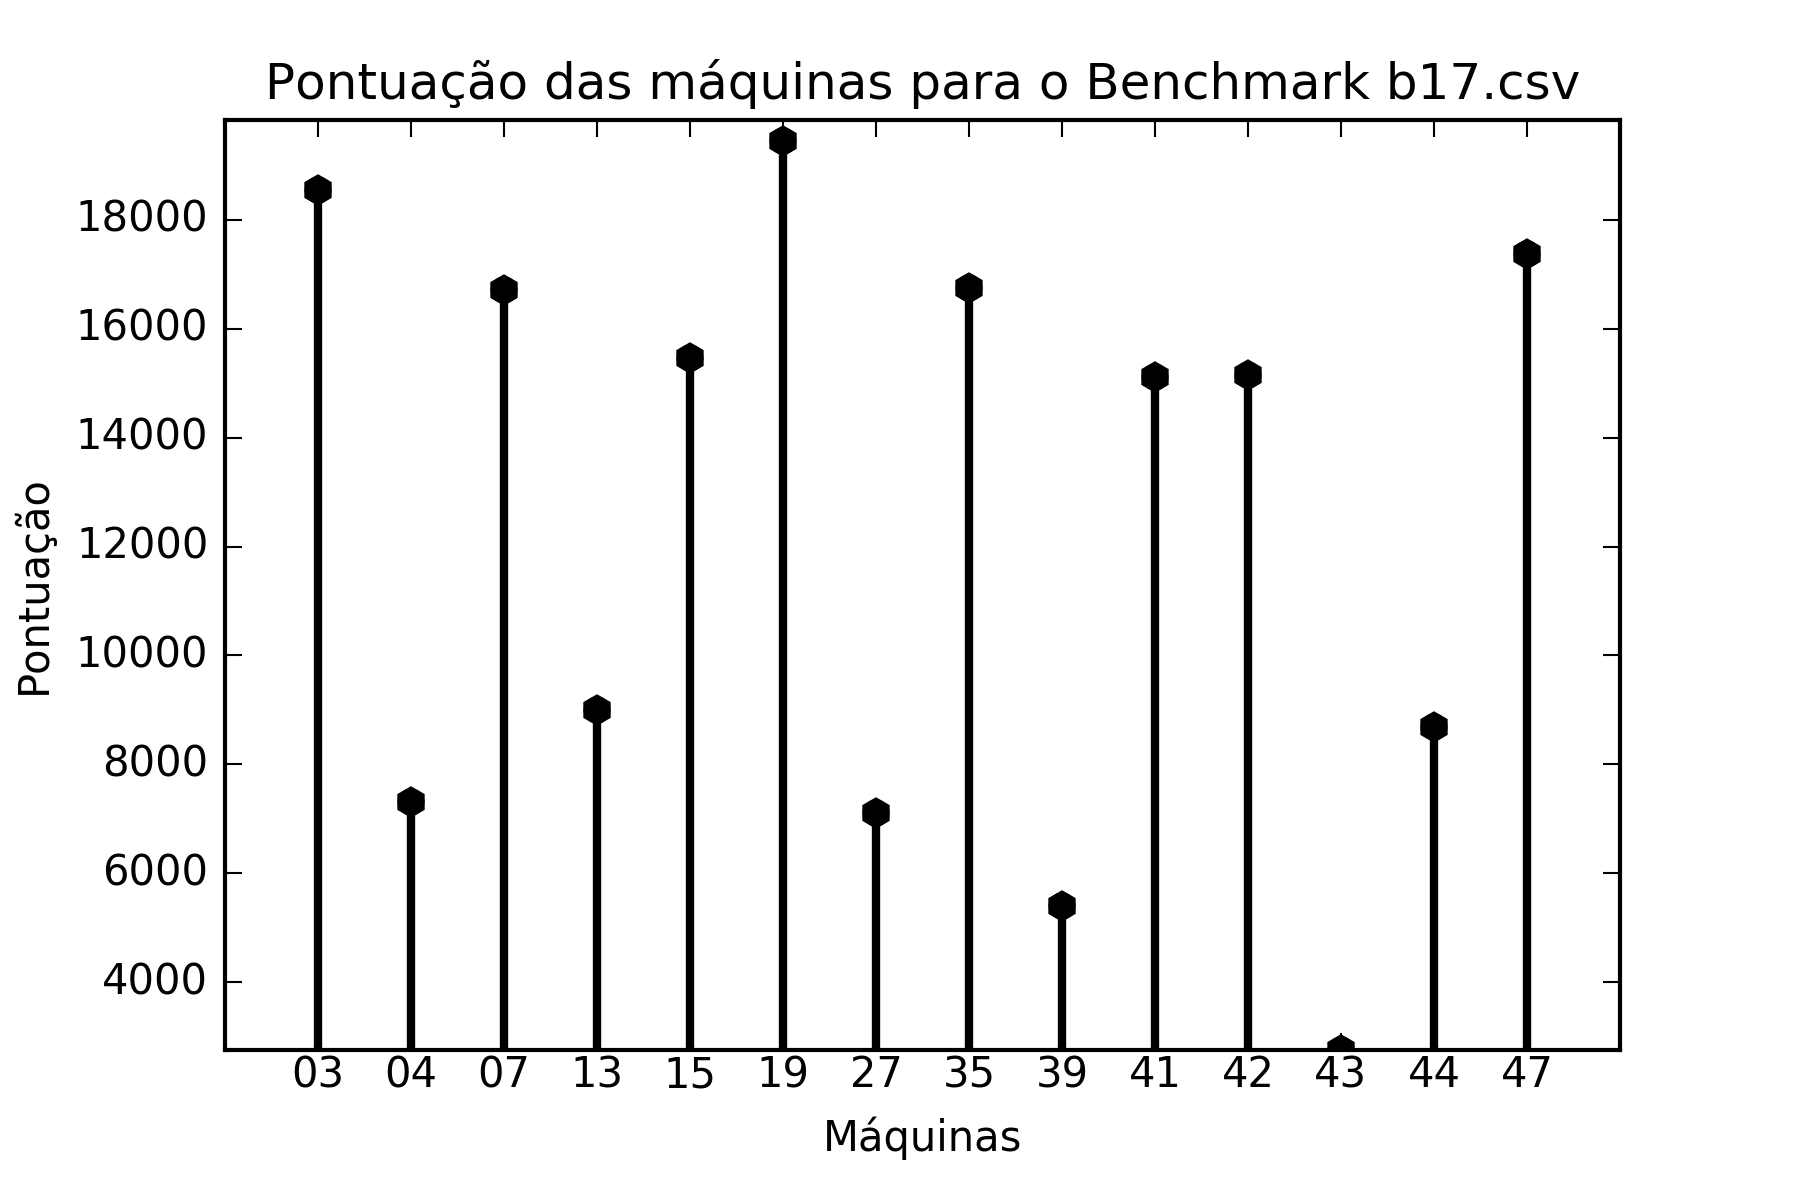 Pontuação das máquinas para o Benchmark b17.csv
18000
16000
14000
12000
10000
8000
6000
4000
Pontuação
03 04 07 13 15 19 27 35 39 41 42 43 44 47
Máquinas